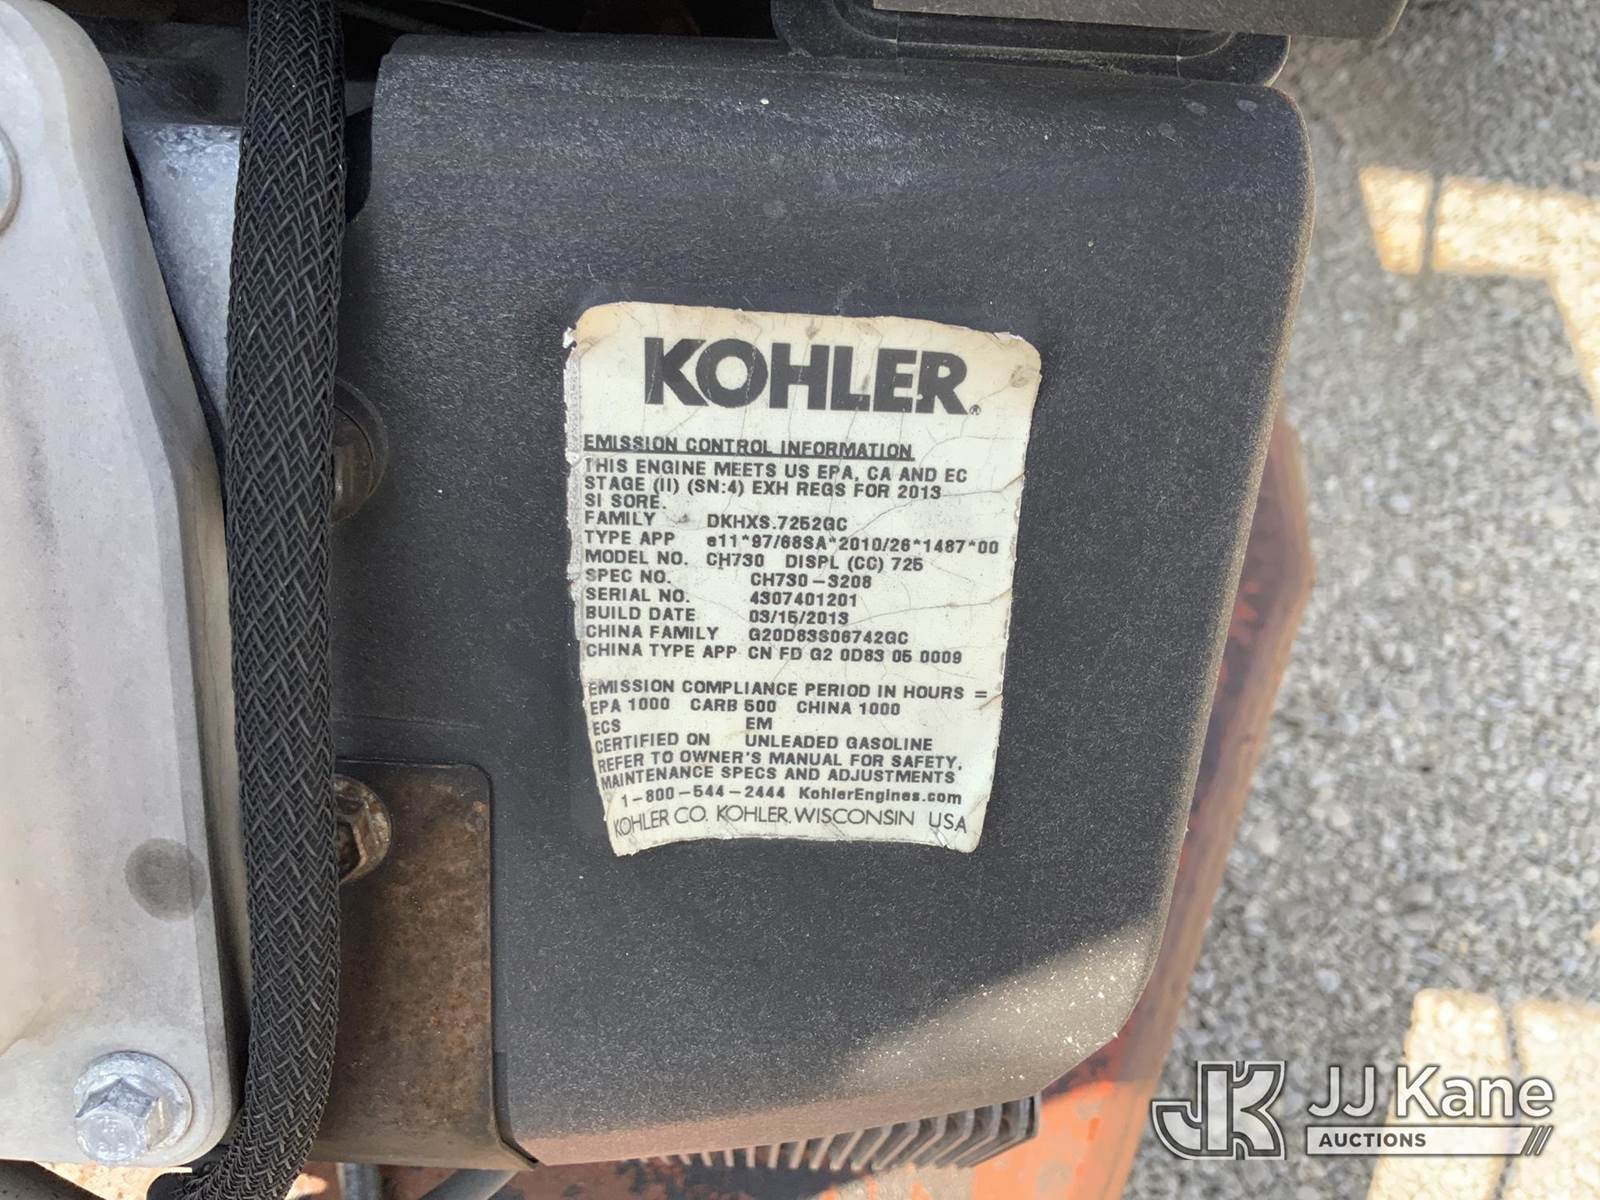 KOHLER®
EMISSION CONTROL INFORMATION
THIS ENGINE MEETS US EPA, CA AND EC
STAGE (II) (SN:4) EXH REGS FOR 2013
SI SORE.
FAMILY DKHXS.7252GC
TYPE APP e11*97/68SA*2010/26*1487*00
MODEL NO. CH730 DISPL (CC) 725
SPEC NO. CH730-3208
SERIAL NO. 4307401201
BUILD DATE 03/15/2013
CHINA FAMILY G20D83S06742GC
CHINA TYPE APP CN FD G2 0D83 05 0009
EMISSION COMPLIANCE PERIOD IN HOURS =
EPA 1000 CARB 500 CHINA 1000
ECS EM
CERTIFIED ON UNLEADED GASOLINE
REFER TO OWNER'S MANUAL FOR SAFETY,
MAINTENANCE SPECS AND ADJUSTMENTS
1-800-544-2444 KohlerEngines.com
KOHLER CO. KOHLER, WISCONSIN USA
JK JJ Kane
AUCTIONS